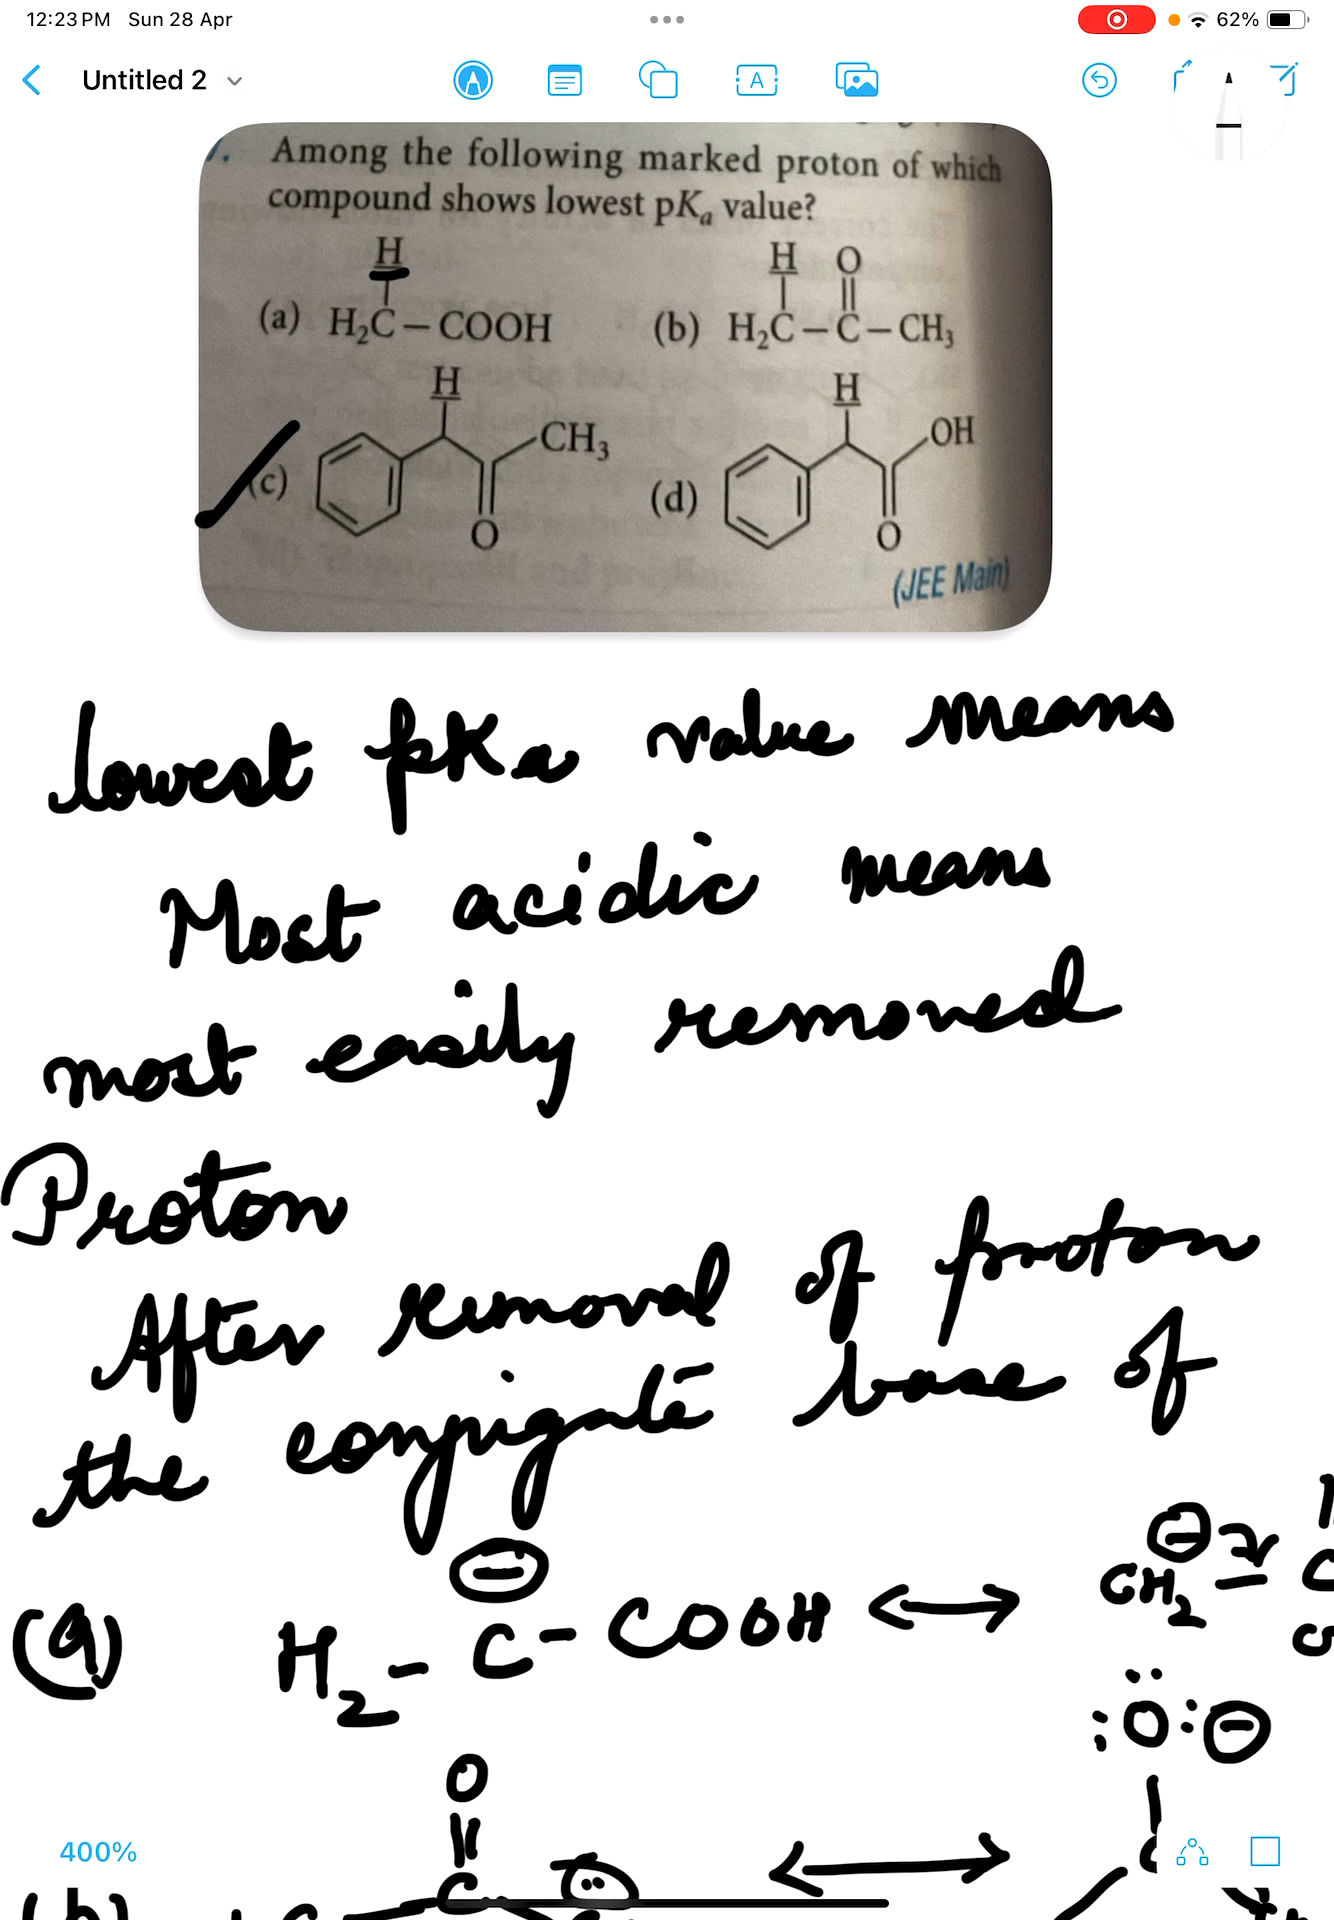 12:23 PM Sun 28 Apr
62%
Untitled 2
7. Among the following marked proton of which
compound shows lowest pKa value?
(a) H₂C(H) – COOH
(b) H₂C(H) – C(=O) – CH₃
(c) H CH₃ O
(d) H OH O
(JEE Main)
lowest pKa value means
Most acidic means
most easily removed
Proton
After removal of proton
the conjugate base of
(a) H₂ - C⊖ - COOH ↔ CH₂⊖ –
O
:Ö:⊖
400%
(b) C C